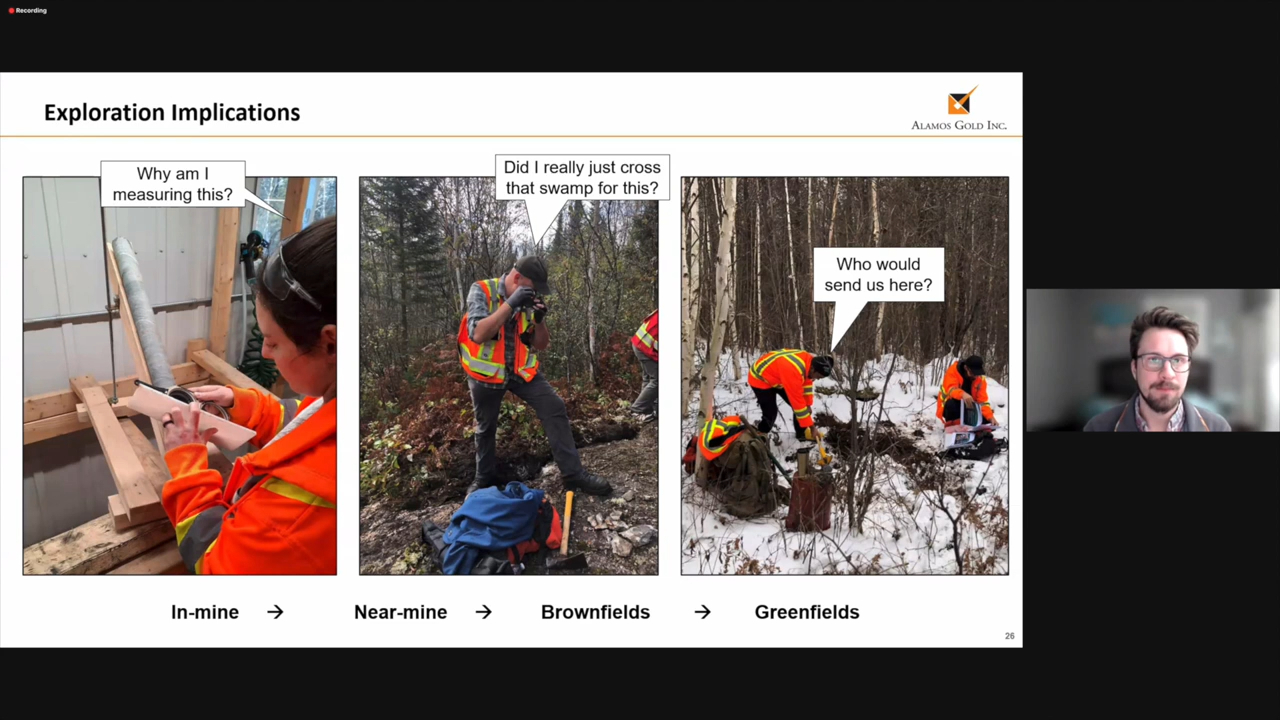 Recording
Exploration Implications
ALAMOS GOLD INC.
Why am I
measuring this?
Did I really just cross
that swamp for this?
Who would
send us here?
In-mine → Near-mine → Brownfields → Greenfields
26